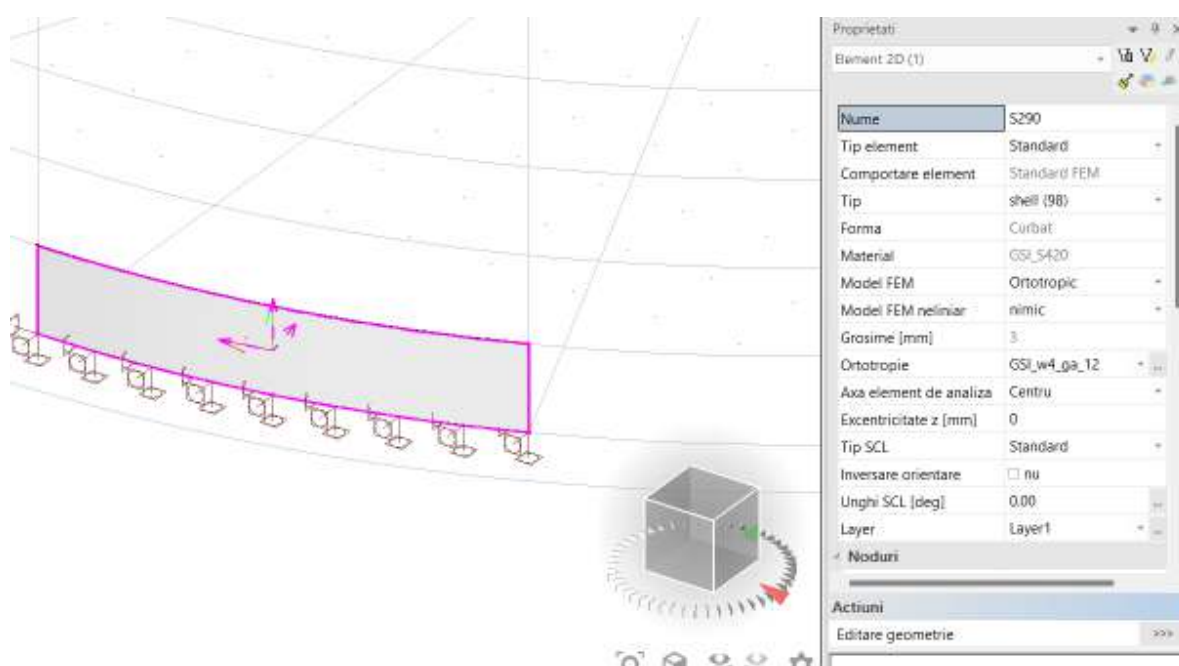 Proprietati
Element 2D (1)
Nume S290
Tip element Standard
Comportare element Standard FEM
Tip shell (98)
Forma Curbat
Material GSI_S420
Model FEM Ortotropic
Model FEM neliniar nimic
Grosime [mm] 3
Ortotropie GSI_w4_ga_12
Axa element de analiza Centru
Excentricitate z [mm] 0
Tip SCL Standard
Inversare orientare nu
Unghi SCL [deg] 0.00
Layer Layer1
Noduri
Actiuni
Editare geometrie >>>